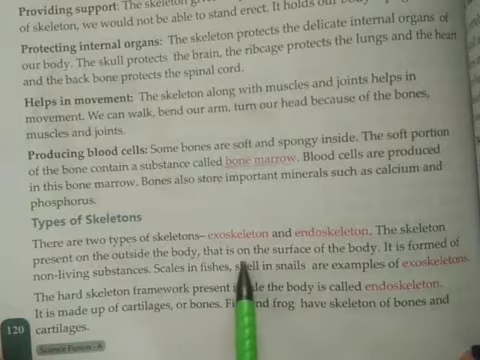 Providing support: The skeleton
of skeleton, we would not be able to stand erect. It holds our
Protecting internal organs: The skeleton protects the delicate internal organs of
our body. The skull protects the brain, the ribcage protects the lungs and the heart
and the back bone protects the spinal cord.
Helps in movement: The skeleton along with muscles and joints helps in
movement. We can walk, bend our arm, turn our head because of the bones,
muscles and joints.
Producing blood cells: Some bones are soft and spongy inside. The soft portion
of the bone contain a substance called bone marrow. Blood cells are produced
in this bone marrow. Bones also store important minerals such as calcium and
phosphorus.
Types of Skeletons
There are two types of skeletons– exoskeleton and endoskeleton. The skeleton
present on the outside the body, that is on the surface of the body. It is formed of
non-living substances. Scales in fishes, shell in snails are examples of exoskeletons.
The hard skeleton framework present the body is called endoskeleton.
It is made up of cartilages, or bones. and frog have skeleton of bones and
cartilages.
120
Science Fusion - 6